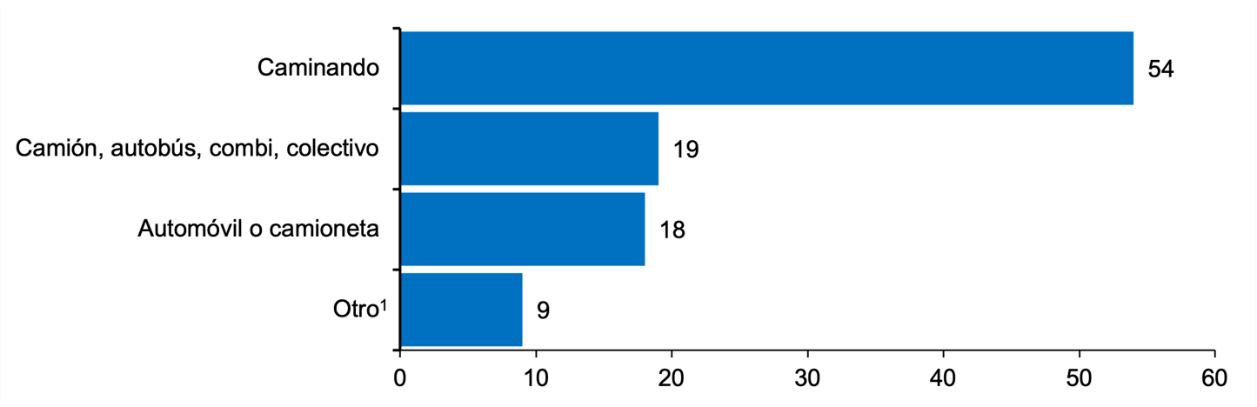 Caminando 54
Camión, autobús, combi, colectivo 19
Automóvil o camioneta 18
Otro¹ 9
0 10 20 30 40 50 60